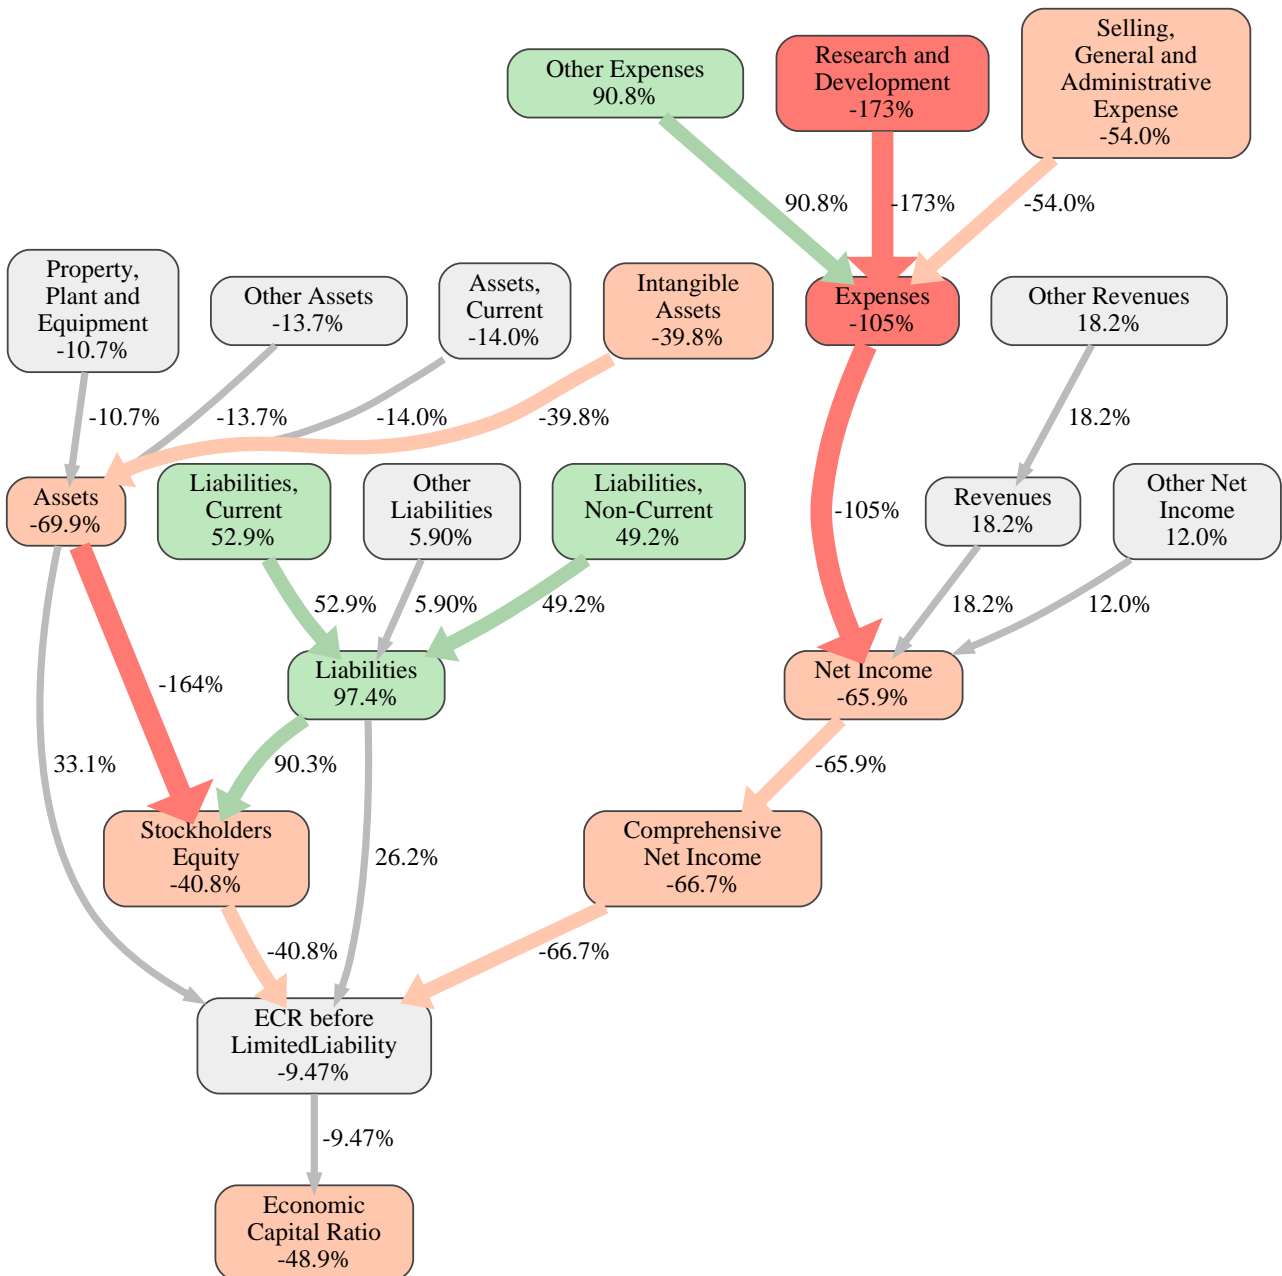 Selling,
General and
Administrative
Expense
-54.0%
Research and
Development
-173%
Other Expenses
90.8%
90.8%
-173%
-54.0%
Property,
Plant and
Equipment
-10.7%
Other Assets
-13.7%
Assets,
Current
-14.0%
Intangible
Assets
-39.8%
Expenses
-105%
Other Revenues
18.2%
-10.7%
-13.7%
-14.0%
-39.8%
18.2%
Assets
-69.9%
Liabilities,
Current
52.9%
Other
Liabilities
5.90%
Liabilities,
Non-Current
49.2%
-105%
Revenues
18.2%
Other Net
Income
12.0%
52.9%
5.90%
49.2%
18.2%
12.0%
-164%
Liabilities
97.4%
Net Income
-65.9%
33.1%
90.3%
-65.9%
Stockholders
Equity
-40.8%
26.2%
Comprehensive
Net Income
-66.7%
-40.8%
-66.7%
ECR before
LimitedLiability
-9.47%
-9.47%
Economic
Capital Ratio
-48.9%